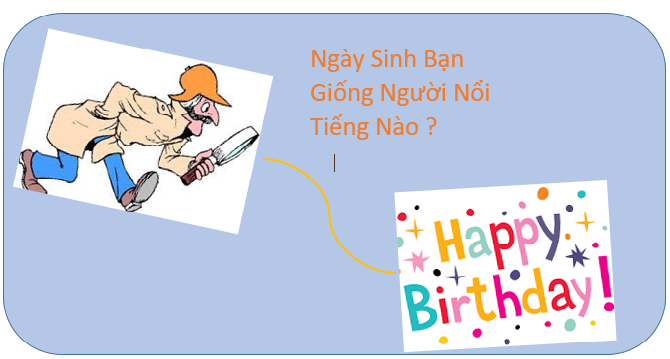 Ngày Sinh Bạn
Giống Người Nổi
Tiếng Nào ?
Happy
Birthday!